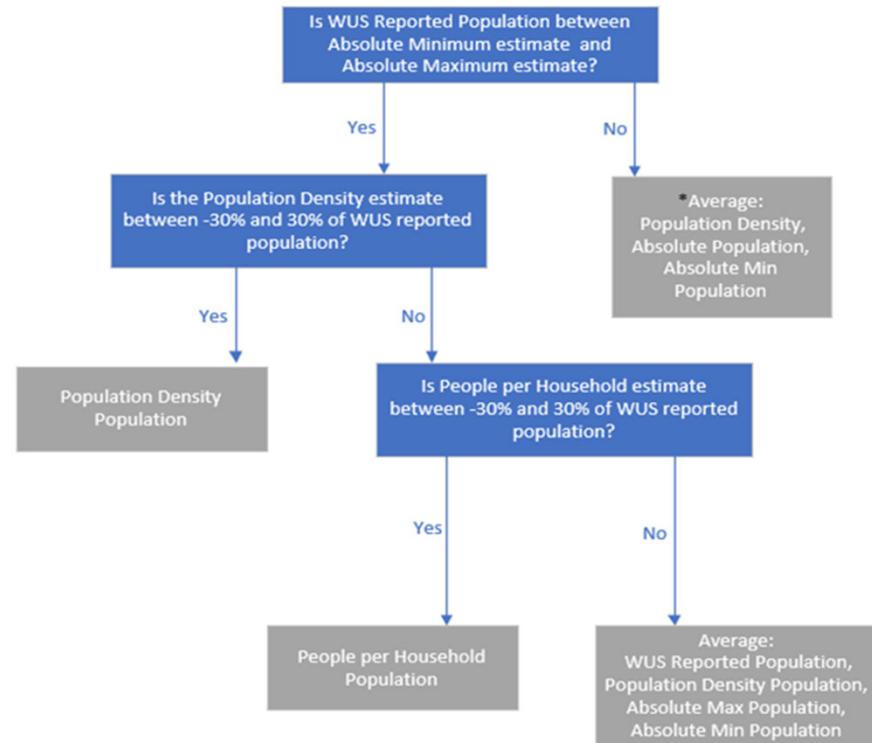 Is WUS Reported Population between
Absolute Minimum estimate and
Absolute Maximum estimate?
Yes
No
Is the Population Density estimate
between -30% and 30% of WUS reported
population?
*Average:
Population Density,
Absolute Population,
Absolute Min
Population
Yes
No
Population Density
Population
Is People per Household estimate
between -30% and 30% of WUS reported
population?
Yes
No
People per Household
Population
Average:
WUS Reported Population,
Population Density Population,
Absolute Max Population,
Absolute Min Population